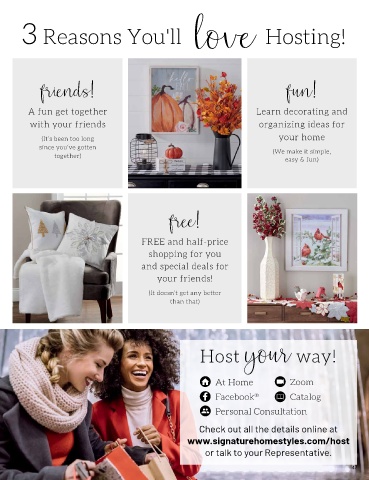 3 Reasons You'll love Hosting!
friends!
A fun get together
with your friends
(It's been too long
since you've gotten
together)
hello
fun!
Learn decorating and
organizing ideas for
your home
(We make it simple,
easy & fun)
free!
FREE and half-price
shopping for you
and special deals for
your friends!
(It doesn't get any better
than that)
Host your way!
At Home
Zoom
Facebook®
Catalog
Personal Consultation
Check out all the details online at
www.signaturehomestyles.com/host
or talk to your Representative.